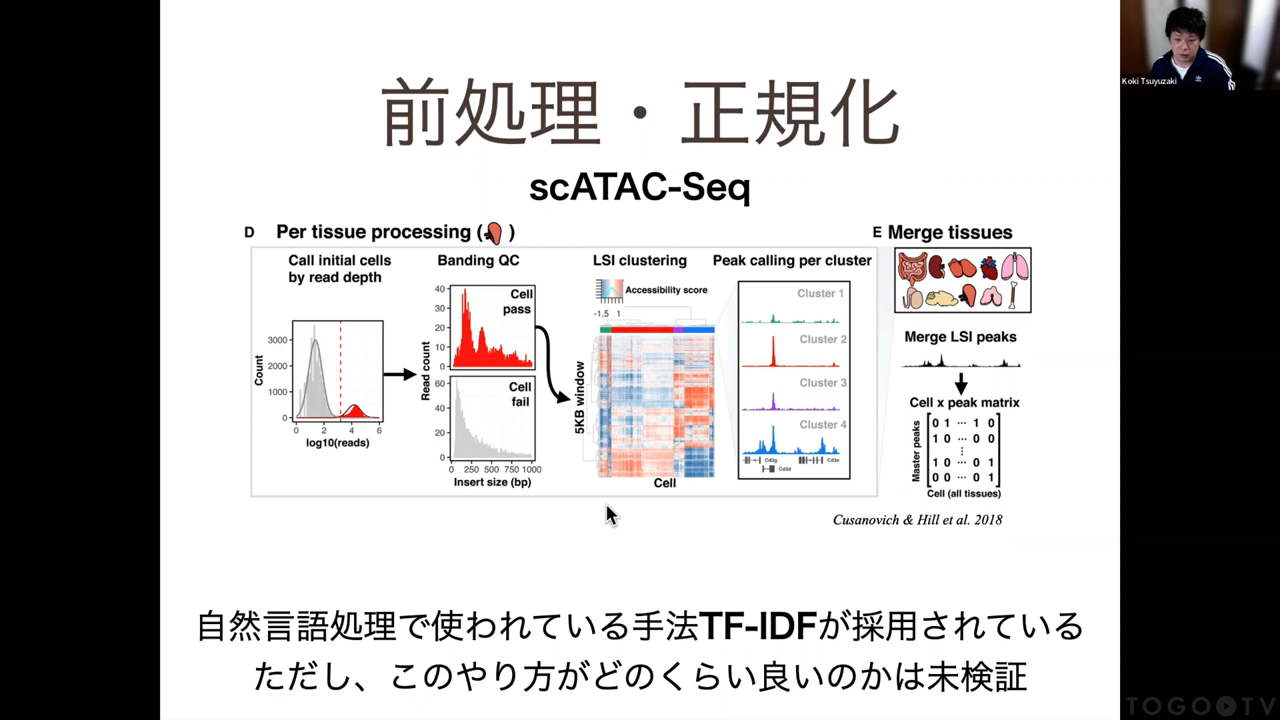 Koki Tsuyuzaki
前処理・正規化
scATAC-Seq
D Per tissue processing ( )
Call initial cells
by read depth
Count
3000
2000
1000
0
0 2 4 6
log10(reads)
Banding QC
Read count
40
30
20
10
0
Cell
pass
60
40
20
0
Cell
fail
0 250 500 750 1000
Insert size (bp)
LSI clustering
Accessibility score
-1.5 1
5KB window
Cell
Peak calling per cluster
Cluster 1
Cluster 2
Cluster 3
Cluster 4
Cd3g
Cd3d
Cd3e
E Merge tissues
Merge LSI peaks
Cell x peak matrix
Master peaks
0 1 ··· 1 0
1 0 ··· 0 0
⋮
1 0 ··· 0 1
0 0 ··· 0 1
Cell (all tissues)
Cusanovich & Hill et al. 2018
自然言語処理で使われている手法TF-IDFが採用されている
ただし、このやり方がどのくらい良いのかは未検証
TOGO TV